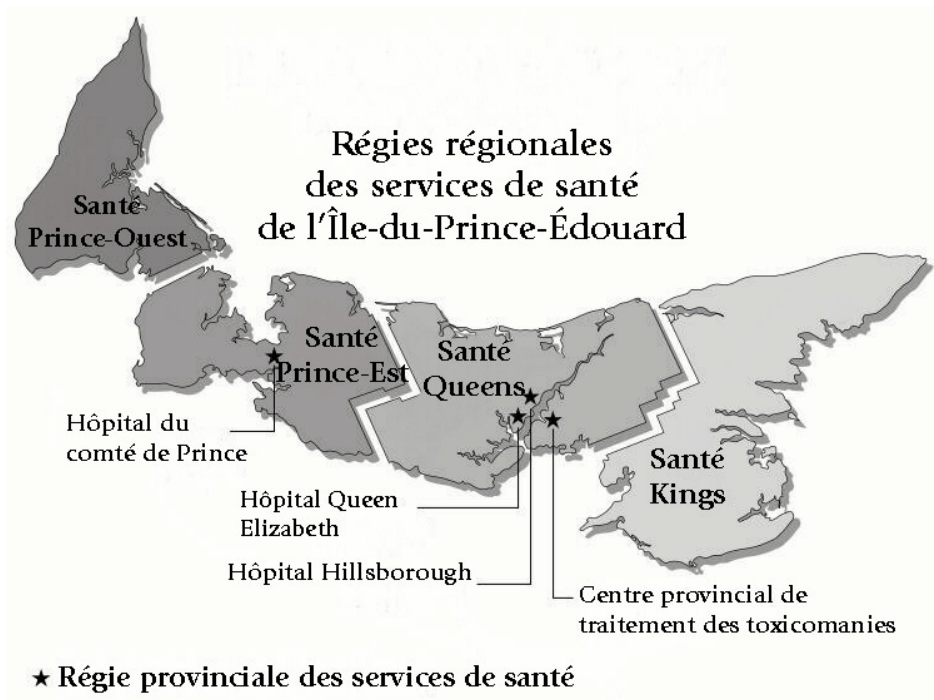 Régies régionales
des services de santé
de l'Île-du-Prince-Édouard
Santé
Prince-Ouest
Santé
Prince-Est
Santé
Queens
Hôpital du
comté de Prince
Santé
Kings
Hôpital Queen
Elizabeth
Hôpital Hillsborough
Centre provincial de
traitement des toxicomanies
★ Régie provinciale des services de santé